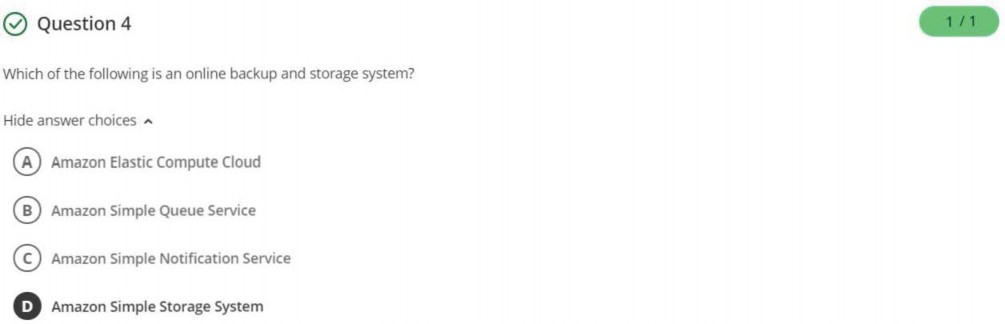 Question 4
1 / 1
Which of the following is an online backup and storage system?
Hide answer choices
A Amazon Elastic Compute Cloud
B Amazon Simple Queue Service
C Amazon Simple Notification Service
D Amazon Simple Storage System